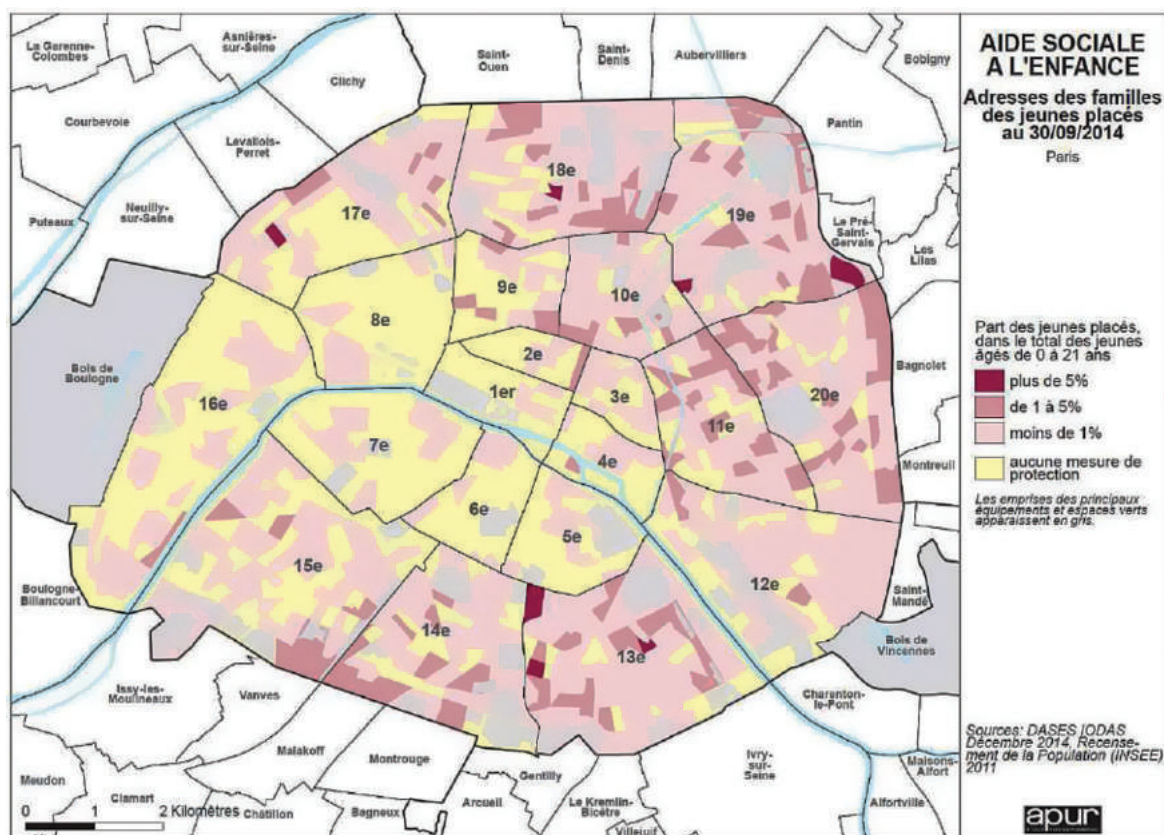 AIDE SOCIALE
A L'ENFANCE
Adresses des familles
des jeunes placés
au 30/09/2014
Paris
La Garenne-
Colombes
Asnières-
sur-Seine
Saint-
Ouen
Saint-
Denis
Aubervilliers
Bobigny
Clichy
Courbevoie
Levallois-
Perret
Pantin
Puteaux
Neuilly-
sur-Seine
Le Pré-
Saint-
Gervais
Les
Lilas
Bois de
Boulogne
Bagnolet
Montreuil
Saint-
Mandé
Bois de
Vincennes
Boulogne-
Billancourt
Issy-les-
Moulineaux
Vanves
Malakoff
Montrouge
Gentilly
Ivry-
sur-
Seine
Charenton-
le-Pont
Maisons-
Alfort
Alfortville
Meudon
Clamart
Châtillon
Bagneux
Arcueil
Le Kremlin-
Bicêtre
Villejuif
18e
17e
19e
9e
10e
8e
2e
1er
3e
20e
16e
11e
7e
4e
6e
5e
15e
12e
14e
13e
Part des jeunes placés,
dans le total des jeunes
âgés de 0 à 21 ans
plus de 5%
de 1 à 5%
moins de 1%
aucune mesure de
protection
Les emprises des principaux
équipements et espaces verts
apparaissent en gris.
0 1 2 Kilomètres
Sources: DASES [ODAS
Décembre 2014, Recense-
ment de la Population (INSEE)
2011
apur